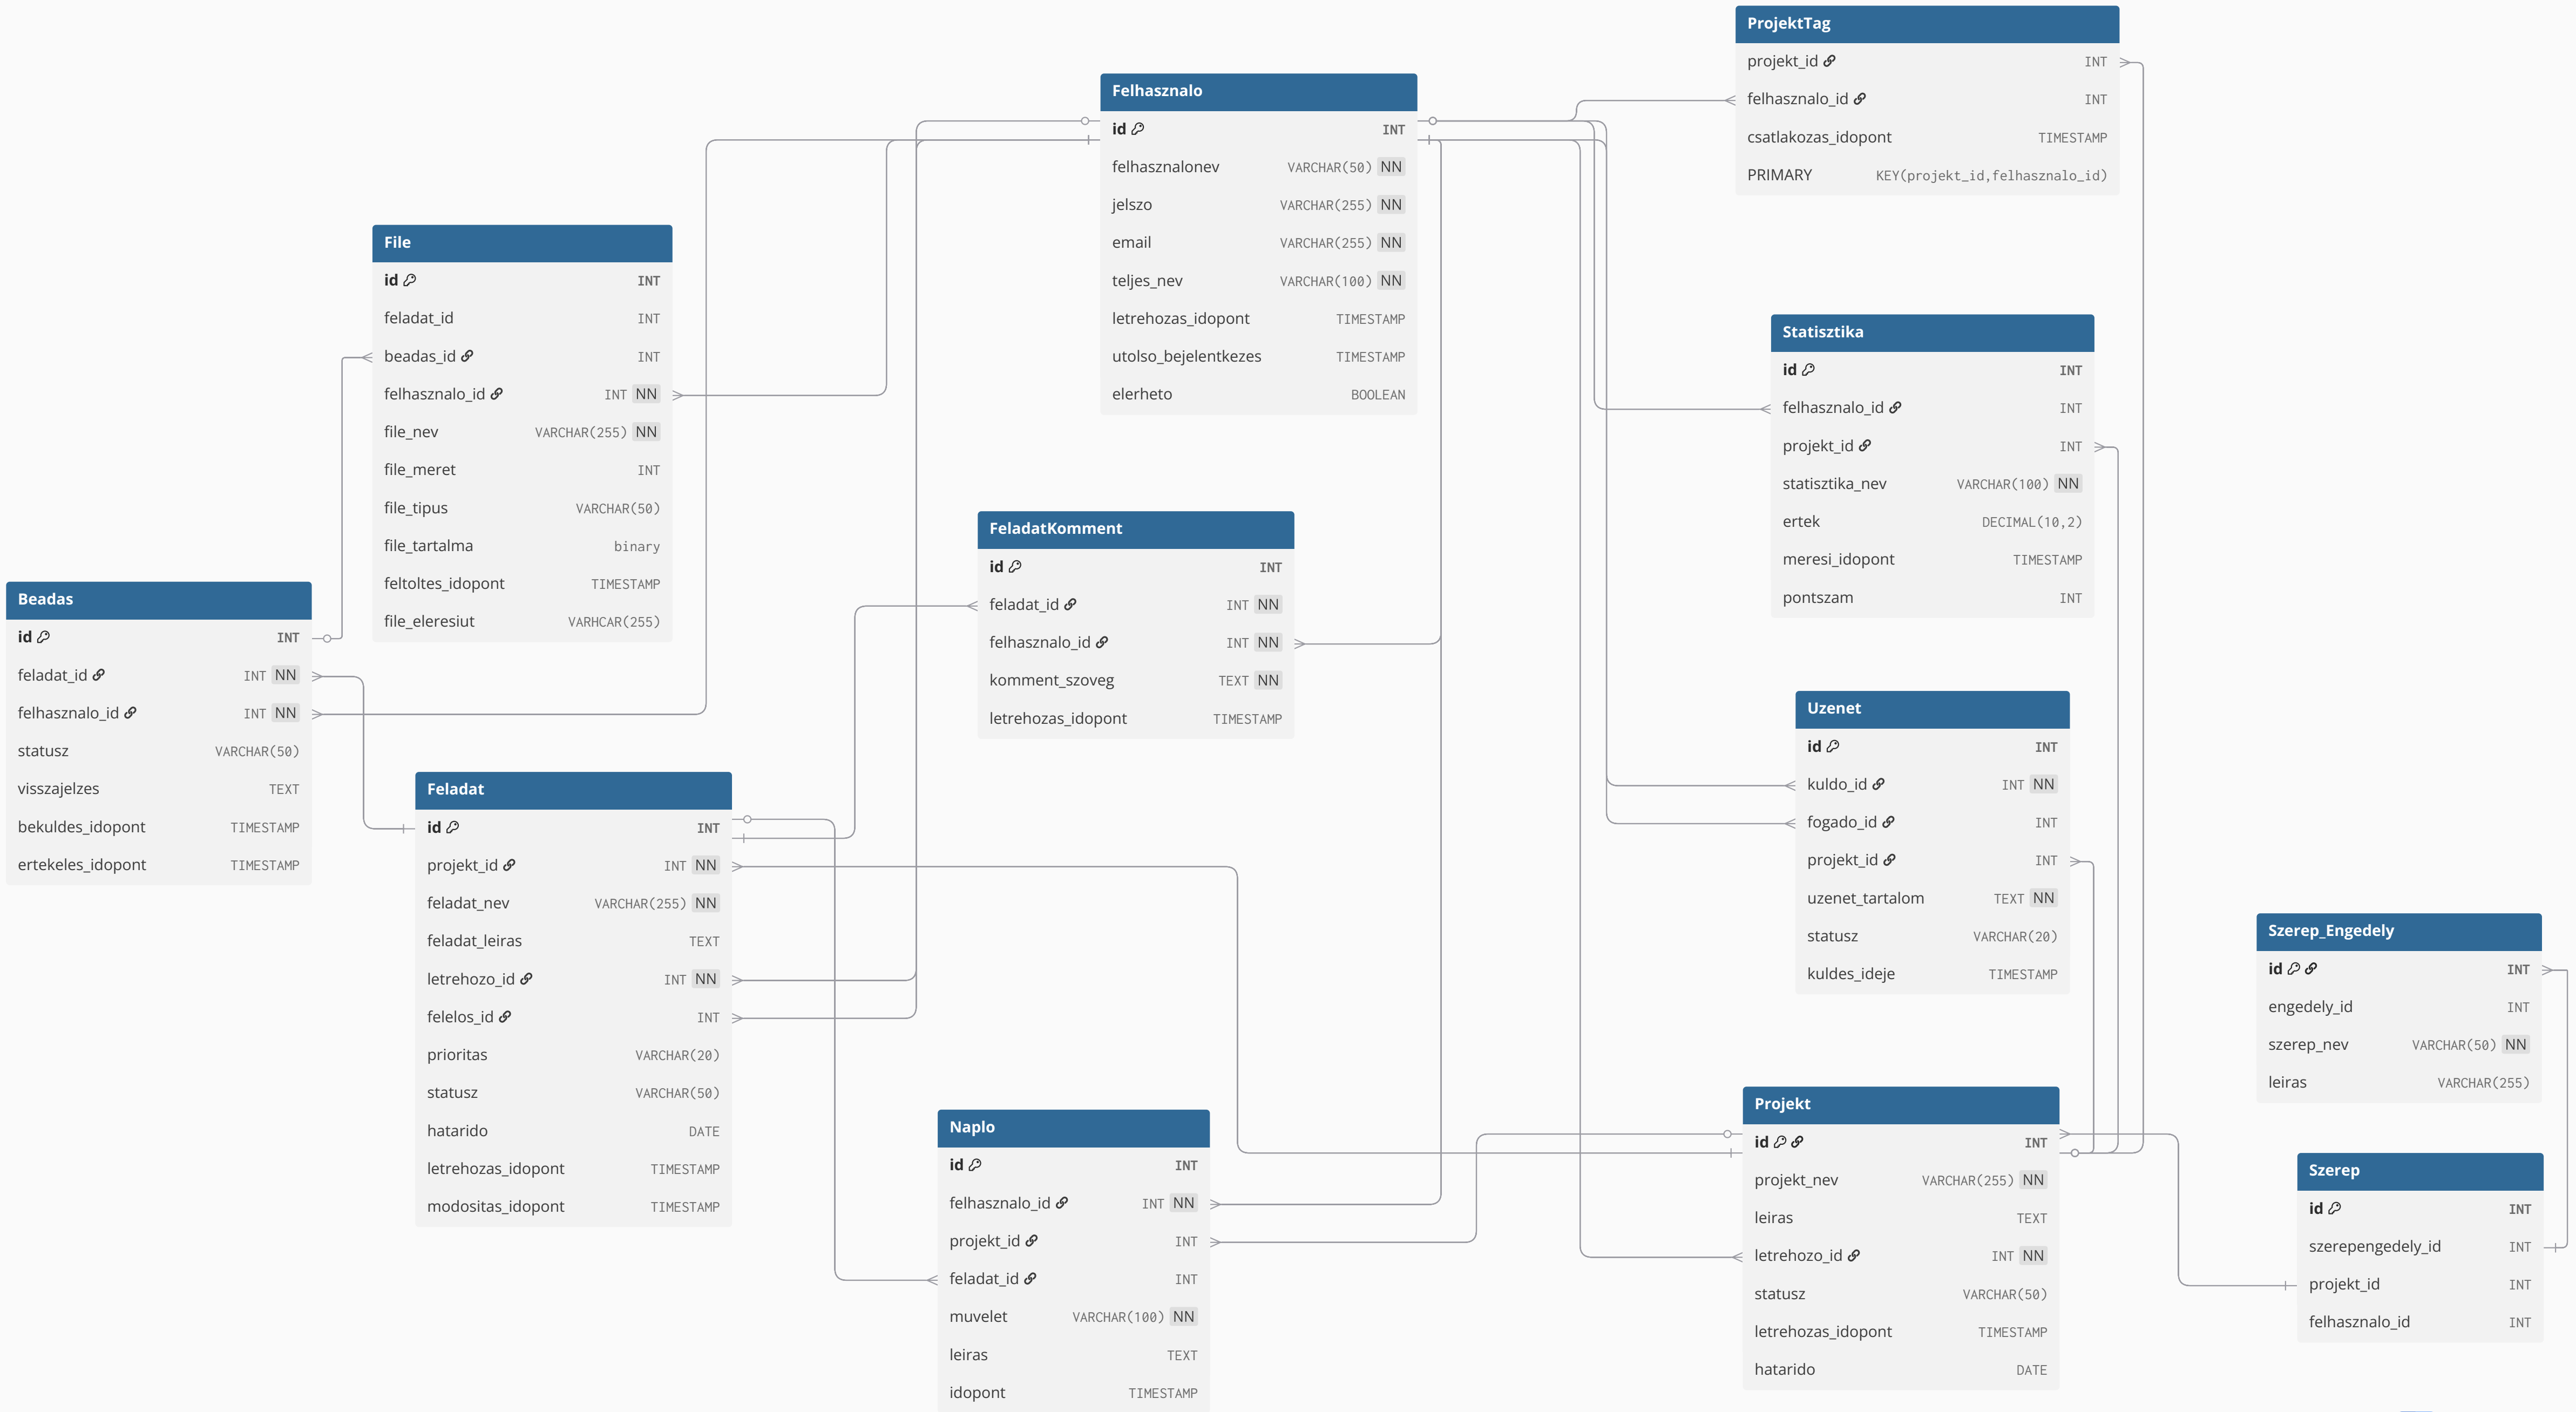 ProjektTag
projekt_id INT
felhasznalo_id INT
csatlakozas_idopont TIMESTAMP
PRIMARY KEY(projekt_id,felhasznalo_id)
Felhasznalo
id INT
felhasznalonev VARCHAR(50) NN
jelszo VARCHAR(255) NN
email VARCHAR(255) NN
teljes_nev VARCHAR(100) NN
letrehozas_idopont TIMESTAMP
utolso_bejelentkezes TIMESTAMP
elerheto BOOLEAN
File
id INT
feladat_id INT
beadas_id INT
felhasznalo_id INT NN
file_nev VARCHAR(255) NN
file_meret INT
file_tipus VARCHAR(50)
file_tartalma binary
feltoltes_idopont TIMESTAMP
file_eleresiut VARHCAR(255)
Statisztika
id INT
felhasznalo_id INT
projekt_id INT
statisztika_nev VARCHAR(100) NN
ertek DECIMAL(10,2)
meresi_idopont TIMESTAMP
pontszam INT
FeladatKomment
id INT
feladat_id INT NN
felhasznalo_id INT NN
komment_szoveg TEXT NN
letrehozas_idopont TIMESTAMP
Beadas
id INT
feladat_id INT NN
felhasznalo_id INT NN
statusz VARCHAR(50)
visszajelzes TEXT
bekuldes_idopont TIMESTAMP
ertekeles_idopont TIMESTAMP
Uzenet
id INT
kuldo_id INT NN
fogado_id INT
projekt_id INT
uzenet_tartalom TEXT NN
statusz VARCHAR(20)
kuldes_ideje TIMESTAMP
Feladat
id INT
projekt_id INT NN
feladat_nev VARCHAR(255) NN
feladat_leiras TEXT
letrehozo_id INT NN
felelos_id INT
prioritas VARCHAR(20)
statusz VARCHAR(50)
hatarido DATE
letrehozas_idopont TIMESTAMP
modositas_idopont TIMESTAMP
Szerep_Engedely
id INT
engedely_id INT
szerep_nev VARCHAR(50) NN
leiras VARCHAR(255)
Projekt
id INT
projekt_nev VARCHAR(255) NN
leiras TEXT
letrehozo_id INT NN
statusz VARCHAR(50)
letrehozas_idopont TIMESTAMP
hatarido DATE
Naplo
id INT
felhasznalo_id INT NN
projekt_id INT
feladat_id INT
muvelet VARCHAR(100) NN
leiras TEXT
idopont TIMESTAMP
Szerep
id INT
szerepengedely_id INT
projekt_id INT
felhasznalo_id INT